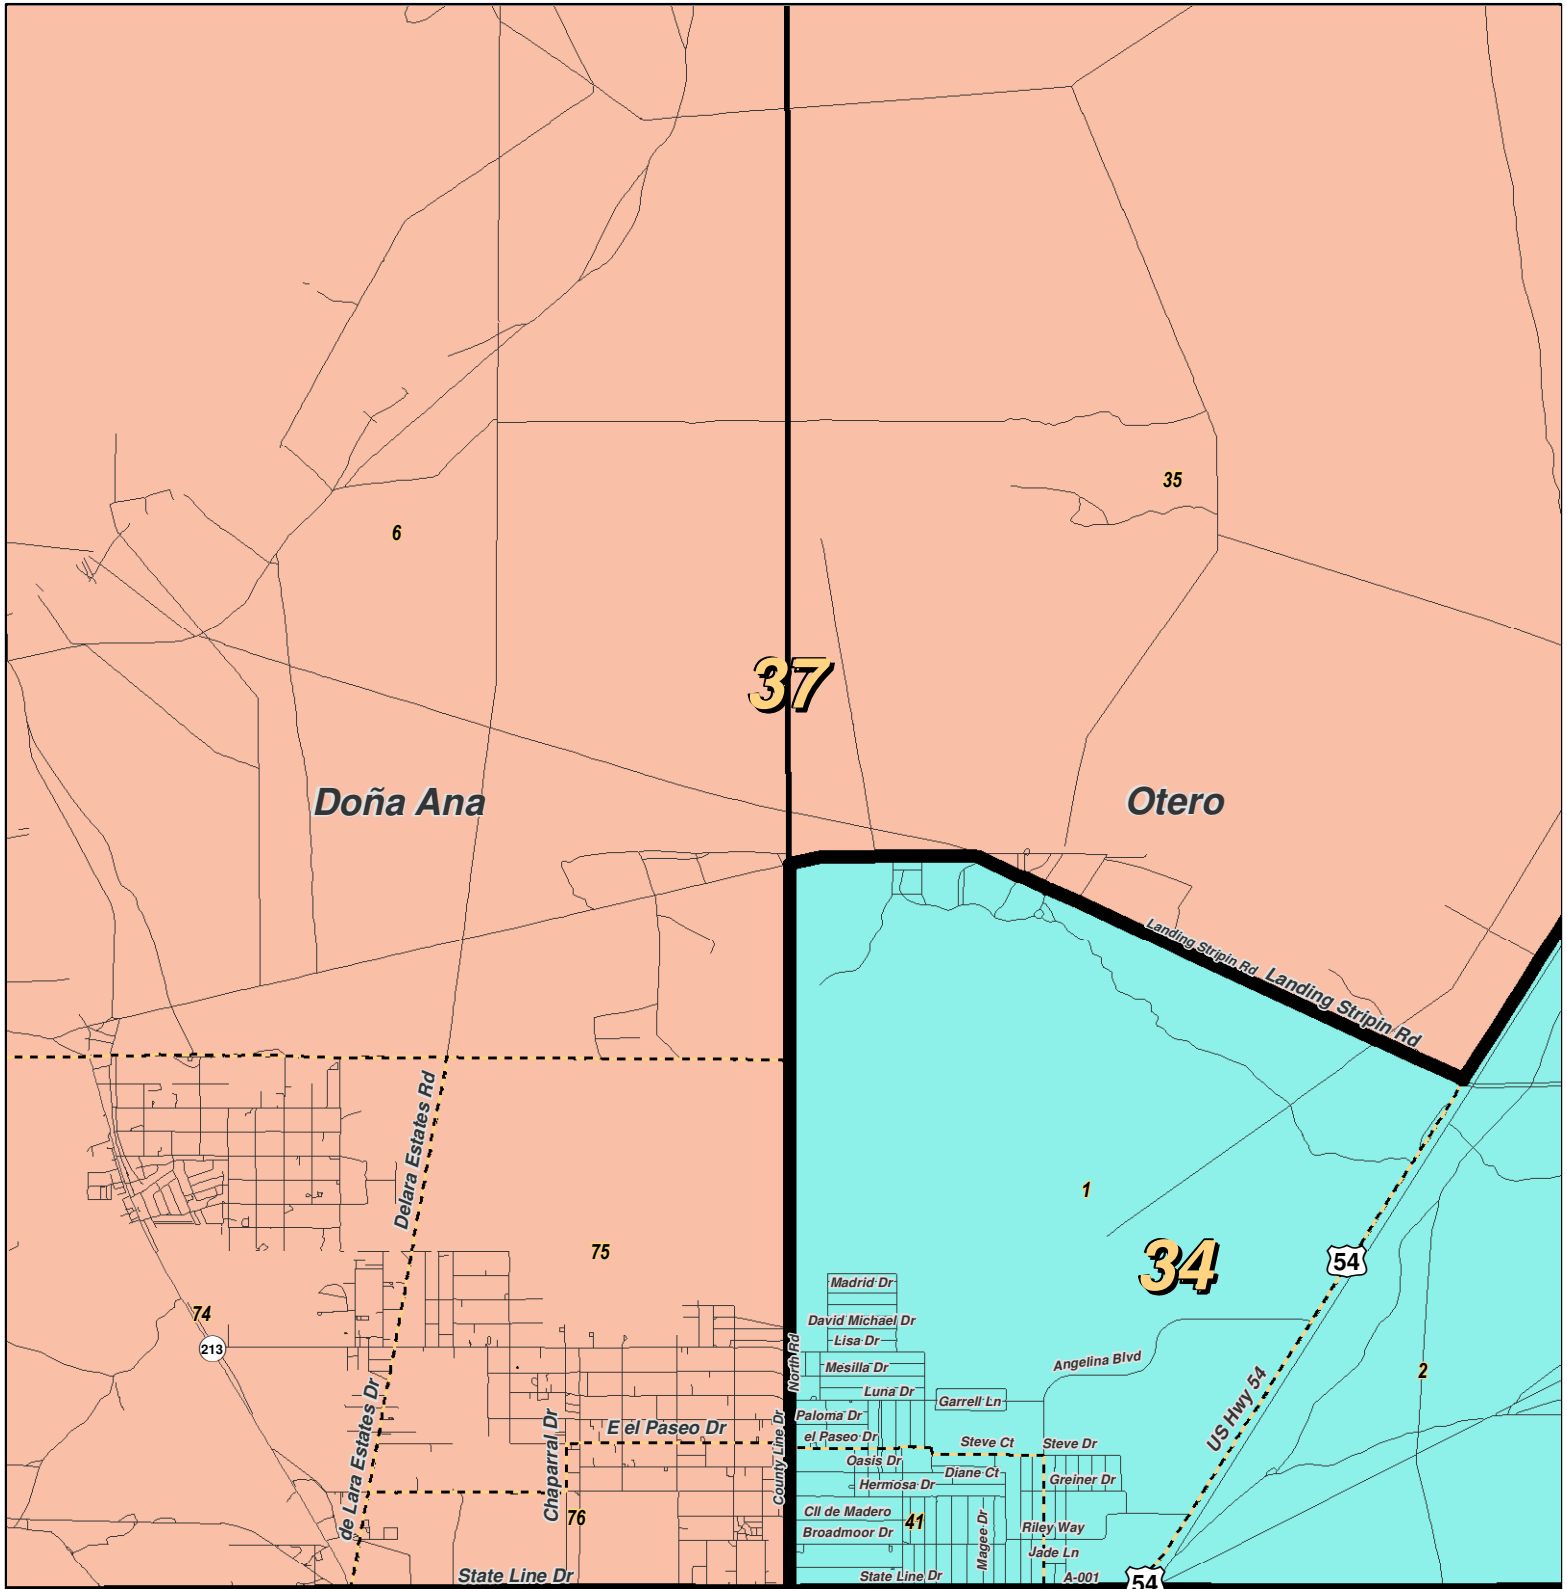 35
6
37
Doña Ana
Otero
Landing Stripin Rd
Landing Stripin Rd
Delara Estates Rd
1
75
34
54
Madrid Dr
74
David Michael Dr
213
Lisa Dr
North Rd
Mesilla Dr
Angelina Blvd
2
Luna Dr
Garrell Ln
US Hwy 54
de Lara Estates Dr
Chaparral Dr
E el Paseo Dr
County Line Dr
Paloma Dr
el Paseo Dr
Steve Ct
Steve Dr
Oasis Dr
Diane Ct
Greiner Dr
Hermosa Dr
76
Cll de Madero
41
Magee Dr
Riley Way
Broadmoor Dr
Jade Ln
State Line Dr
State Line Dr
A-001
54